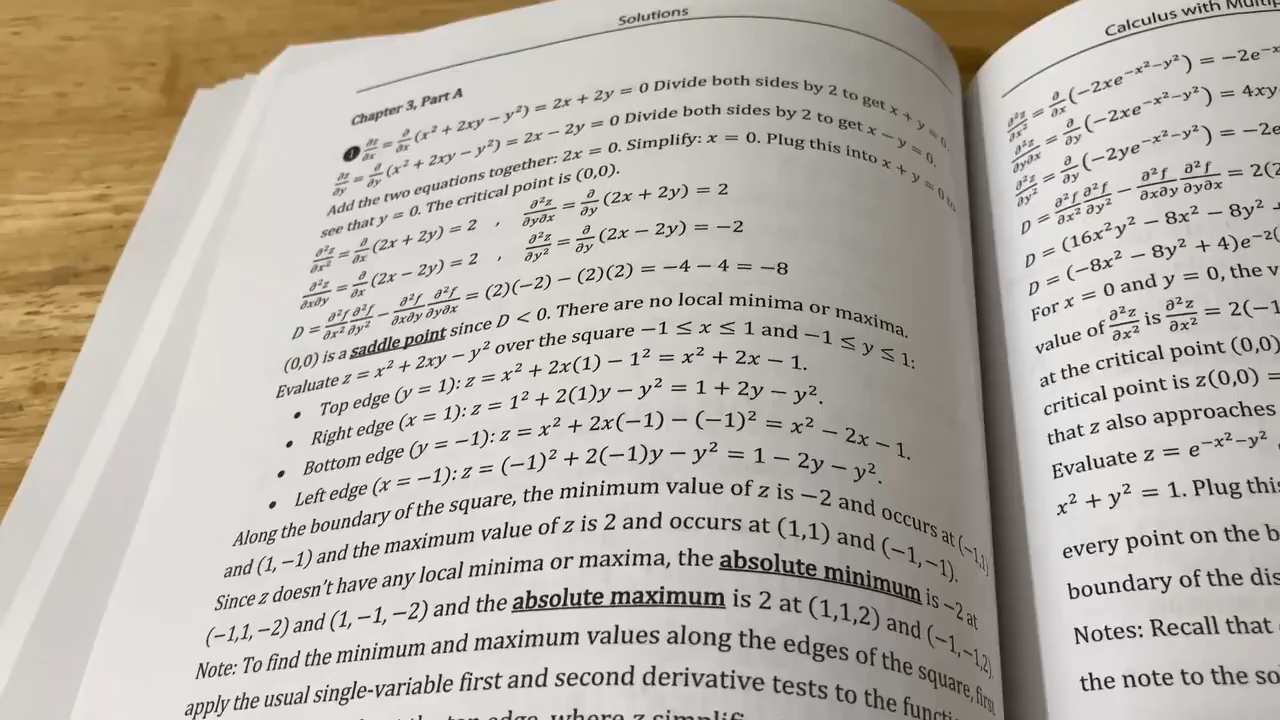 Solutions
Chapter 3, Part A
❶ ∂z/∂x = ∂/∂x (x² + 2xy − y²) = 2x + 2y = 0 Divide both sides by 2 to get x + y = 0.
∂z/∂y = ∂/∂y (x² + 2xy − y²) = 2x − 2y = 0 Divide both sides by 2 to get x − y = 0.
Add the two equations together: 2x = 0. Simplify: x = 0. Plug this into x + y = 0 to
see that y = 0. The critical point is (0,0).
∂²z/∂x² = ∂/∂x (2x + 2y) = 2 , ∂²z/∂y∂x = ∂/∂y (2x + 2y) = 2
∂²z/∂x∂y = ∂/∂x (2x − 2y) = 2 , ∂²z/∂y² = ∂/∂y (2x − 2y) = −2
D = ∂²f/∂x² ∂²f/∂y² − ∂²f/∂x∂y ∂²f/∂y∂x = (2)(−2) − (2)(2) = −4 − 4 = −8
(0,0) is a saddle point since D < 0. There are no local minima or maxima.
Evaluate z = x² + 2xy − y² over the square −1 ≤ x ≤ 1 and −1 ≤ y ≤ 1:
• Top edge (y = 1): z = x² + 2x(1) − 1² = x² + 2x − 1.
• Right edge (x = 1): z = 1² + 2(1)y − y² = 1 + 2y − y².
• Bottom edge (y = −1): z = x² + 2x(−1) − (−1)² = x² − 2x − 1.
• Left edge (x = −1): z = (−1)² + 2(−1)y − y² = 1 − 2y − y².
Along the boundary of the square, the minimum value of z is −2 and occurs at (−1,1)
and (1, −1) and the maximum value of z is 2 and occurs at (1,1) and (−1, −1).
Since z doesn't have any local minima or maxima, the absolute minimum is −2 at
(−1,1, −2) and (1, −1, −2) and the absolute maximum is 2 at (1,1,2) and (−1, −1,2).
Note: To find the minimum and maximum values along the edges of the square, first
apply the usual single-variable first and second derivative tests to the
edge, where z
Calculus with
∂²z/∂x² = ∂/∂x (−2xe^(−x²−y²)) = −2e
∂²z/∂y∂x = ∂/∂y (−2xe^(−x²−y²)) = 4xy
∂²z/∂y² = ∂/∂y (−2ye^(−x²−y²)) = −2e
D = ∂²f/∂x² ∂²f/∂y² − ∂²f/∂x∂y ∂²f/∂y∂x = 2(2
D = (16x²y² − 8x² − 8y² +
D = (−8x² − 8y² + 4)e^(−2(
For x = 0 and y = 0, the v
value of ∂²z/∂x² is ∂²z/∂x² = 2(−1
at the critical point (0,0)
critical point is z(0,0) =
that z also approaches
Evaluate z = e^(−x²−y²)
x² + y² = 1. Plug this
every point on the b
boundary of the dis
Notes: Recall that
the note to the so